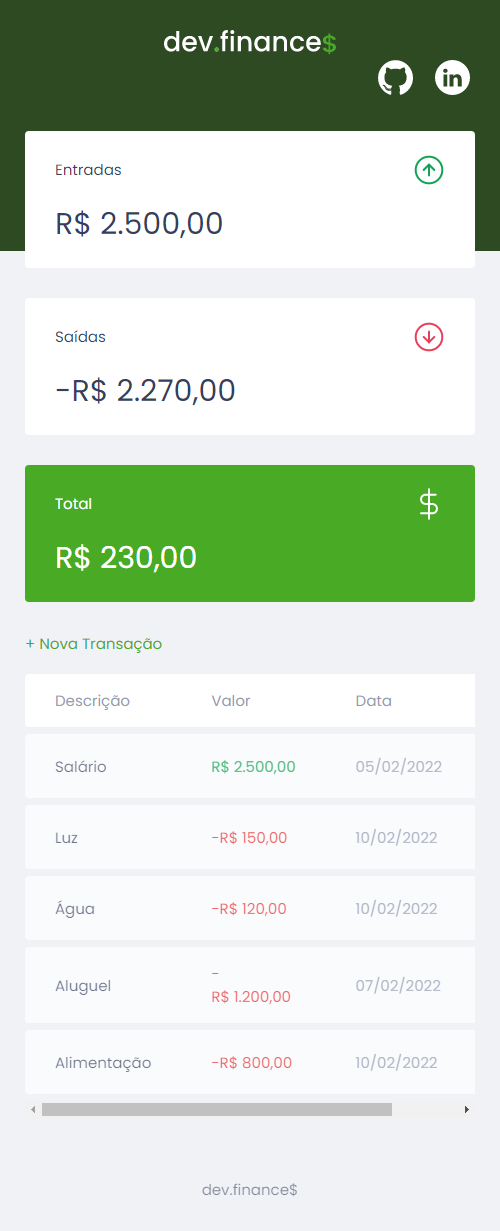 dev.finance$
in
Entradas
R$ 2.500,00
Saídas
-R$ 2.270,00
Total
$
R$ 230,00
+ Nova Transação
Descrição Valor Data
Salário R$ 2.500,00 05/02/2022
Luz -R$ 150,00 10/02/2022
Água -R$ 120,00 10/02/2022
-
Aluguel R$ 1.200,00 07/02/2022
Alimentação -R$ 800,00 10/02/2022
dev.finance$